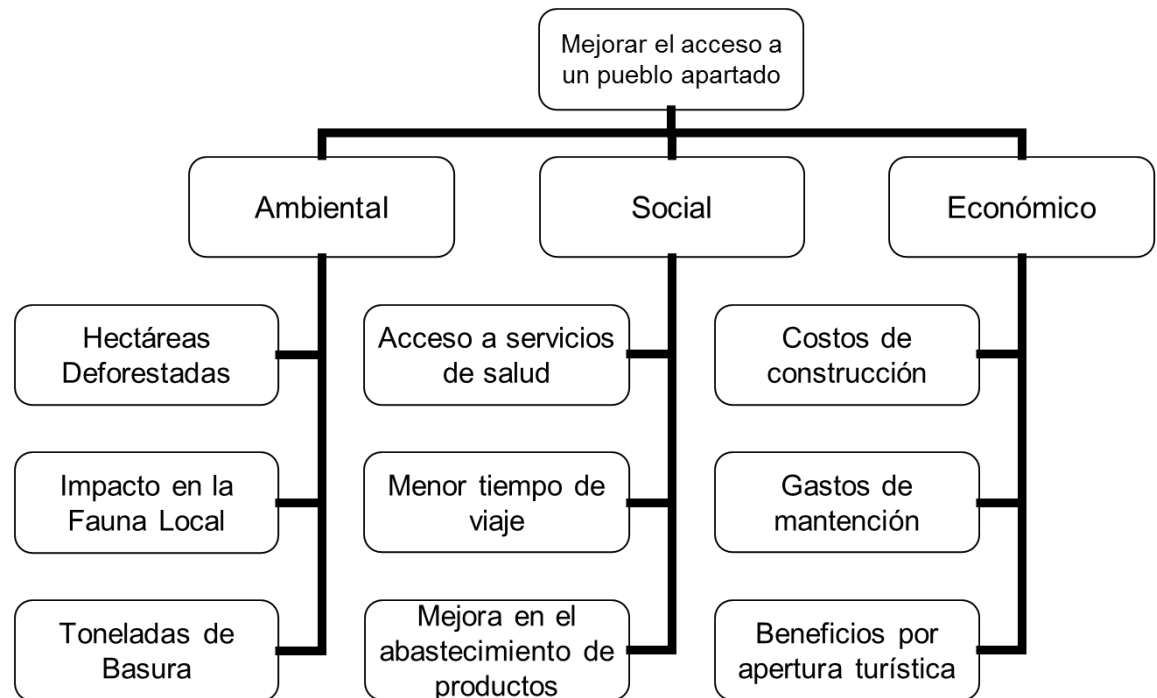 Mejorar el acceso a
un pueblo apartado
Ambiental
Social
Económico
Hectáreas
Deforestadas
Acceso a servicios
de salud
Costos de
construcción
Impacto en la
Fauna Local
Menor tiempo de
viaje
Gastos de
mantención
Toneladas de
Basura
Mejora en el
abastecimiento de
productos
Beneficios por
apertura turística